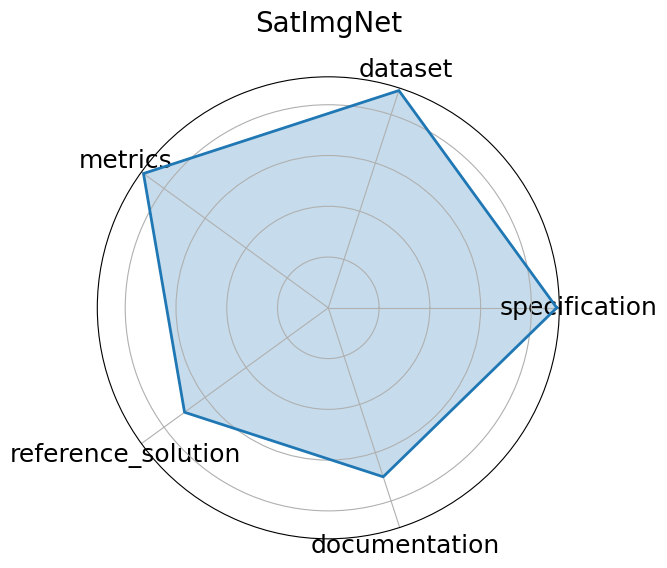 SatImgNet
dataset
metrics
specification
reference_solution
documentation